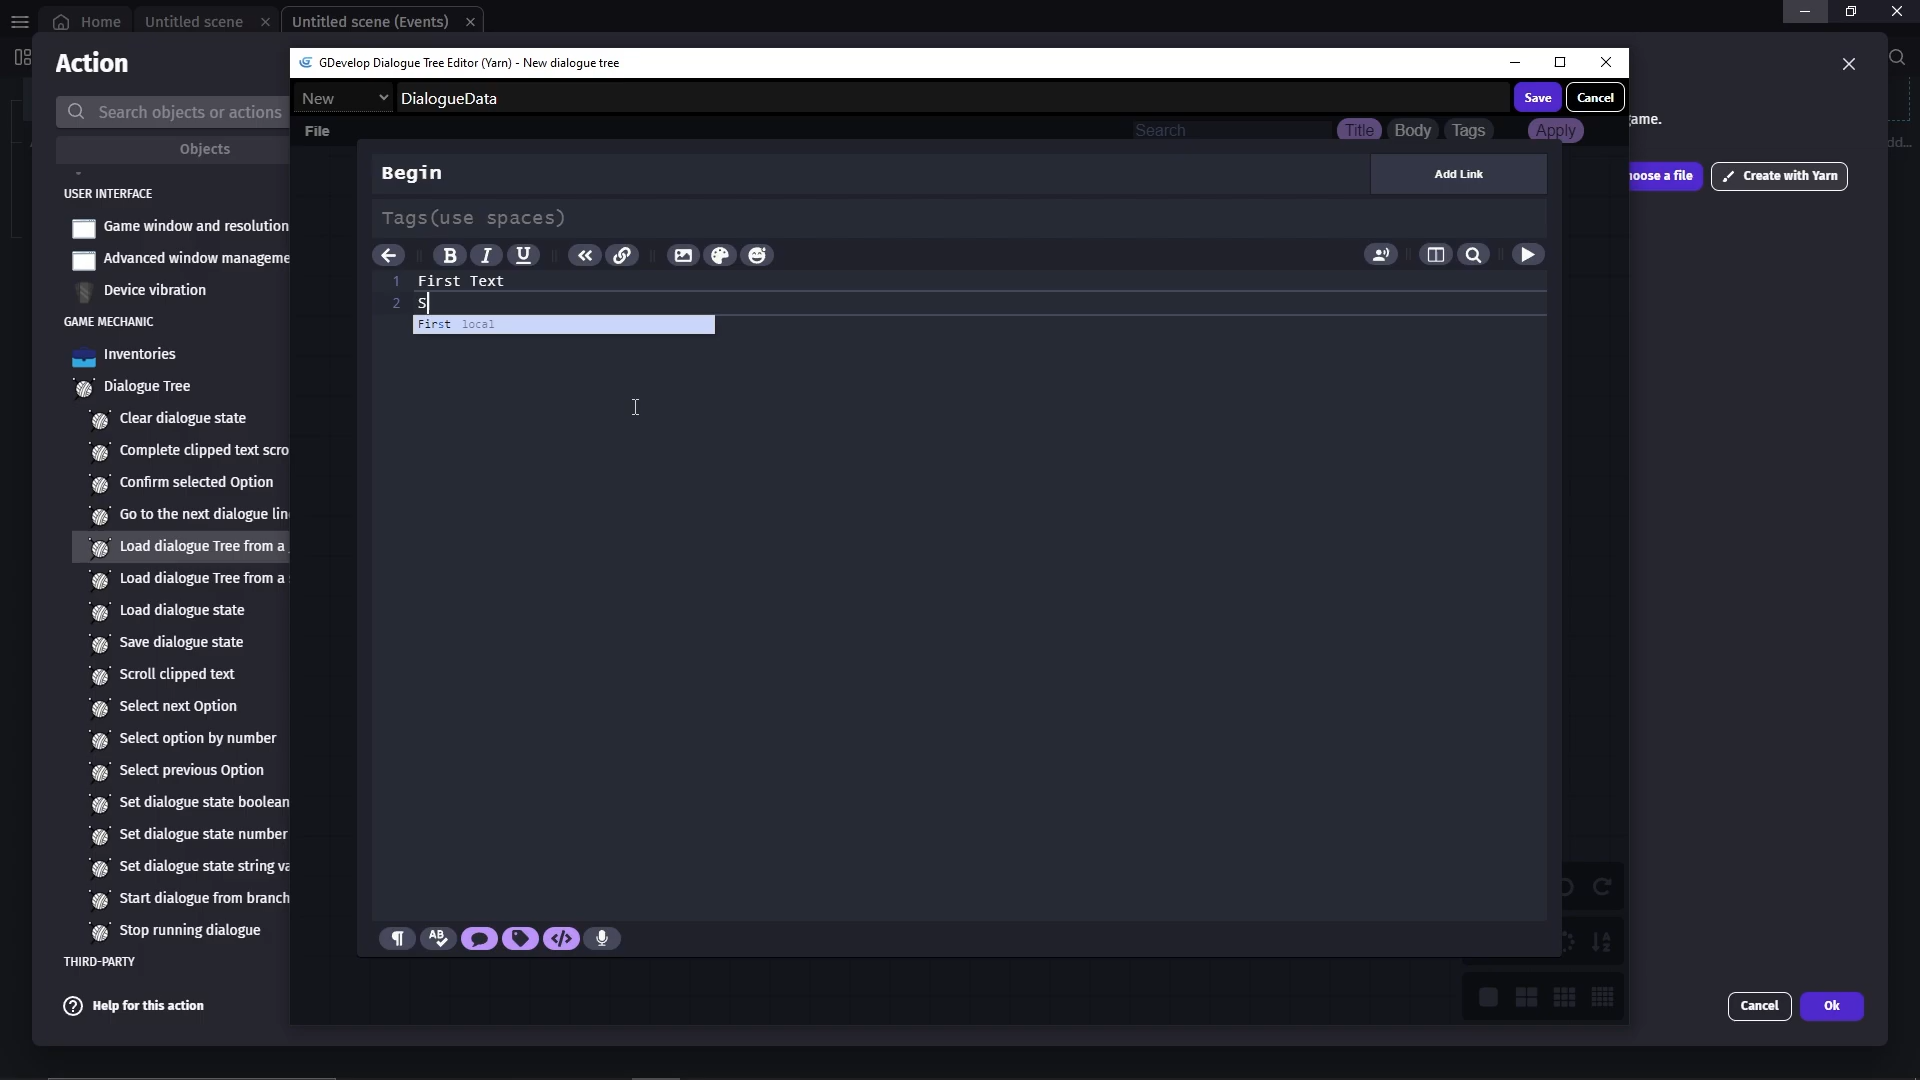 Home
Untitled scene
Untitled scene (Events)
Action
Search objects or actions
Objects
USER INTERFACE
Game window and resolution
Advanced window manageme
Device vibration
GAME MECHANIC
Inventories
Dialogue Tree
Clear dialogue state
Complete clipped text scro
Confirm selected Option
Go to the next dialogue lin
Load dialogue Tree from a
Load dialogue Tree from a
Load dialogue state
Save dialogue state
Scroll clipped text
Select next Option
Select option by number
Select previous Option
Set dialogue state boolean
Set dialogue state number
Set dialogue state string va
Start dialogue from branch
Stop running dialogue
THIRD-PARTY
Help for this action
GDevelop Dialogue Tree Editor (Yarn) - New dialogue tree
New
DialogueData
Save
Cancel
File
Search
Title
Body
Tags
Apply
Begin
Add Link
Tags(use spaces)
B I U
1 First Text
2 S
First local
game.
hoose a file
Create with Yarn
dd...
Cancel
Ok